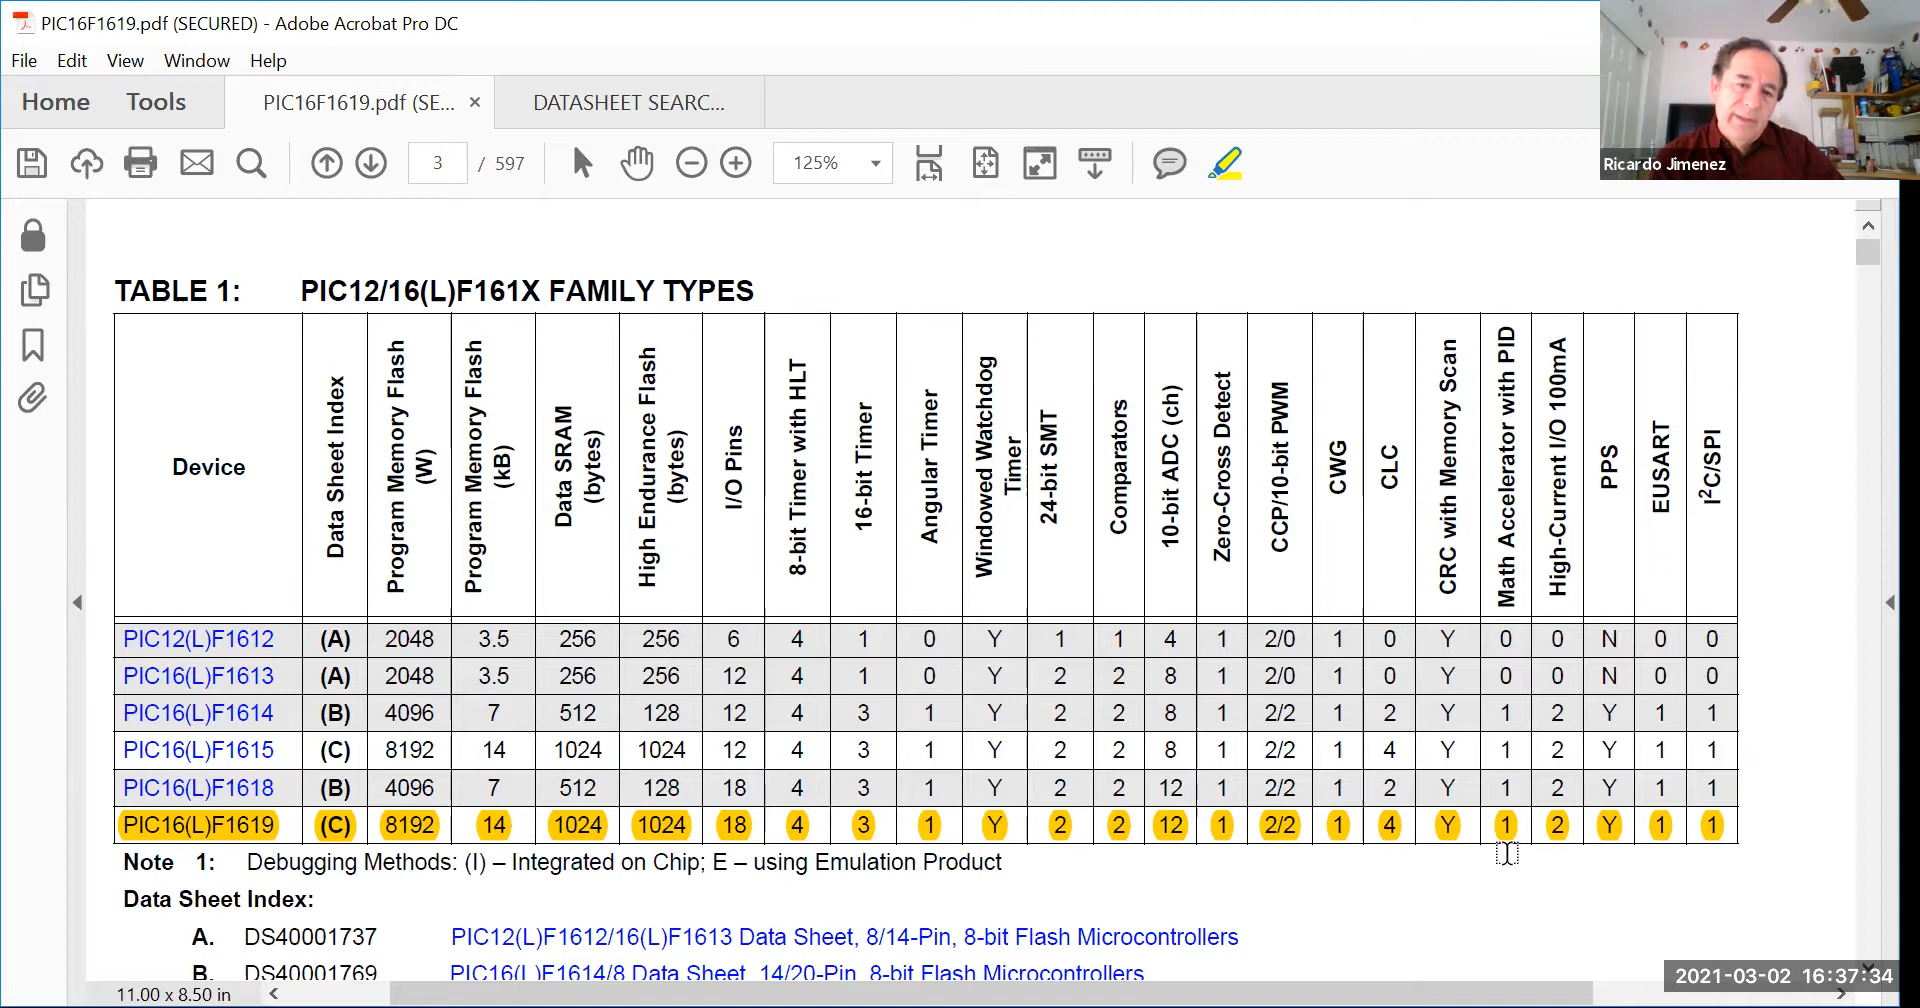 PIC16F1619.pdf (SECURED) - Adobe Acrobat Pro DC
File Edit View Window Help
Home Tools PIC16F1619.pdf (SE... × DATASHEET SEARC...
3 / 597 125%
Ricardo Jimenez
TABLE 1: PIC12/16(L)F161X FAMILY TYPES
Device
Data Sheet Index
Program Memory Flash (W)
Program Memory Flash (kB)
Data SRAM (bytes)
High Endurance Flash (bytes)
I/O Pins
8-bit Timer with HLT
16-bit Timer
Angular Timer
Windowed Watchdog Timer
24-bit SMT
Comparators
10-bit ADC (ch)
Zero-Cross Detect
CCP/10-bit PWM
CWG
CLC
CRC with Memory Scan
Math Accelerator with PID
High-Current I/O 100mA
PPS
EUSART
I²C/SPI
PIC12(L)F1612 (A) 2048 3.5 256 256 6 4 1 0 Y 1 1 4 1 2/0 1 0 Y 0 0 N 0 0
PIC16(L)F1613 (A) 2048 3.5 256 256 12 4 1 0 Y 2 2 8 1 2/0 1 0 Y 0 0 N 0 0
PIC16(L)F1614 (B) 4096 7 512 128 12 4 3 1 Y 2 2 8 1 2/2 1 2 Y 1 2 Y 1 1
PIC16(L)F1615 (C) 8192 14 1024 1024 12 4 3 1 Y 2 2 8 1 2/2 1 4 Y 1 2 Y 1 1
PIC16(L)F1618 (B) 4096 7 512 128 18 4 3 1 Y 2 2 12 1 2/2 1 2 Y 1 2 Y 1 1
PIC16(L)F1619 (C) 8192 14 1024 1024 18 4 3 1 Y 2 2 12 1 2/2 1 4 Y 1 2 Y 1 1
Note 1: Debugging Methods: (I) – Integrated on Chip; E – using Emulation Product
Data Sheet Index:
A. DS40001737 PIC12(L)F1612/16(L)F1613 Data Sheet, 8/14-Pin, 8-bit Flash Microcontrollers
B. DS40001769 PIC16(L)F1614/8 Data Sheet, 14/20-Pin, 8-bit Flash Microcontrollers
2021-03-02 16:37:34
11.00 x 8.50 in